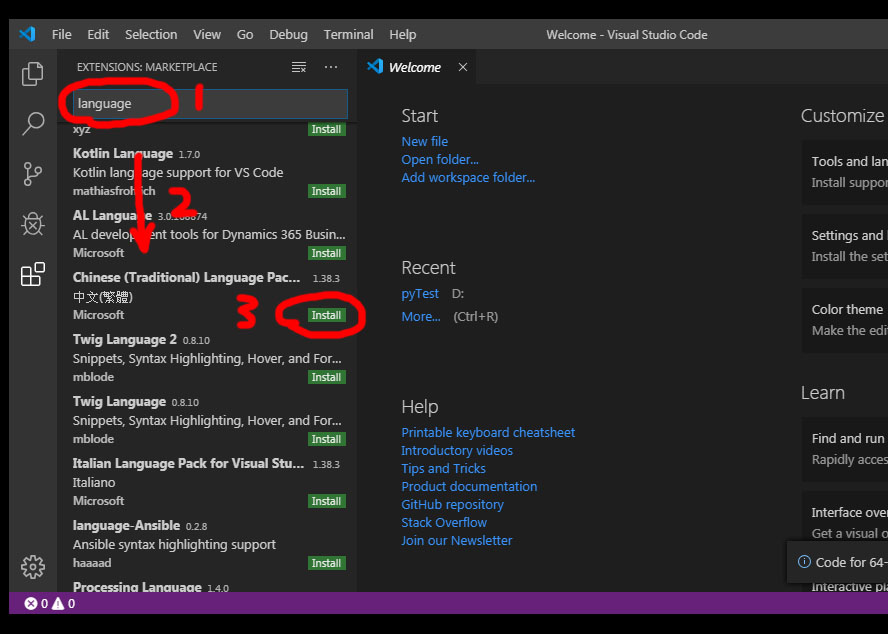 File Edit Selection View Go Debug Terminal Help Welcome - Visual Studio Code
EXTENSIONS: MARKETPLACE
language
1
xyz Install
Kotlin Language 1.7.0
Kotlin language support for VS Code
mathiasfrohlich Install
2
AL Language
AL development tools for Dynamics 365 Busin...
Microsoft Install
Chinese (Traditional) Language Pac... 1.38.3
中文(繁體)
Microsoft Install
3
Twig Language 2 0.8.10
Snippets, Syntax Highlighting, Hover, and For...
mblode Install
Twig Language 0.8.10
Snippets, Syntax Highlighting, Hover, and For...
mblode Install
Italian Language Pack for Visual Stu... 1.38.3
Italiano
Microsoft Install
language-Ansible 0.2.8
Ansible syntax highlighting support
haaaad Install
Processing Language 1.4.0
Welcome
Start
New file
Open folder...
Add workspace folder...
Recent
pyTest D:
More... (Ctrl+R)
Help
Printable keyboard cheatsheet
Introductory videos
Tips and Tricks
Product documentation
GitHub repository
Stack Overflow
Join our Newsletter
Customize
Tools and lan
Install suppor
Settings and
Install the set
Color theme
Make the edi
Learn
Find and run
Rapidly acces
Interface over
Get a visual o
Code for 64-
Interactive pla
0 0